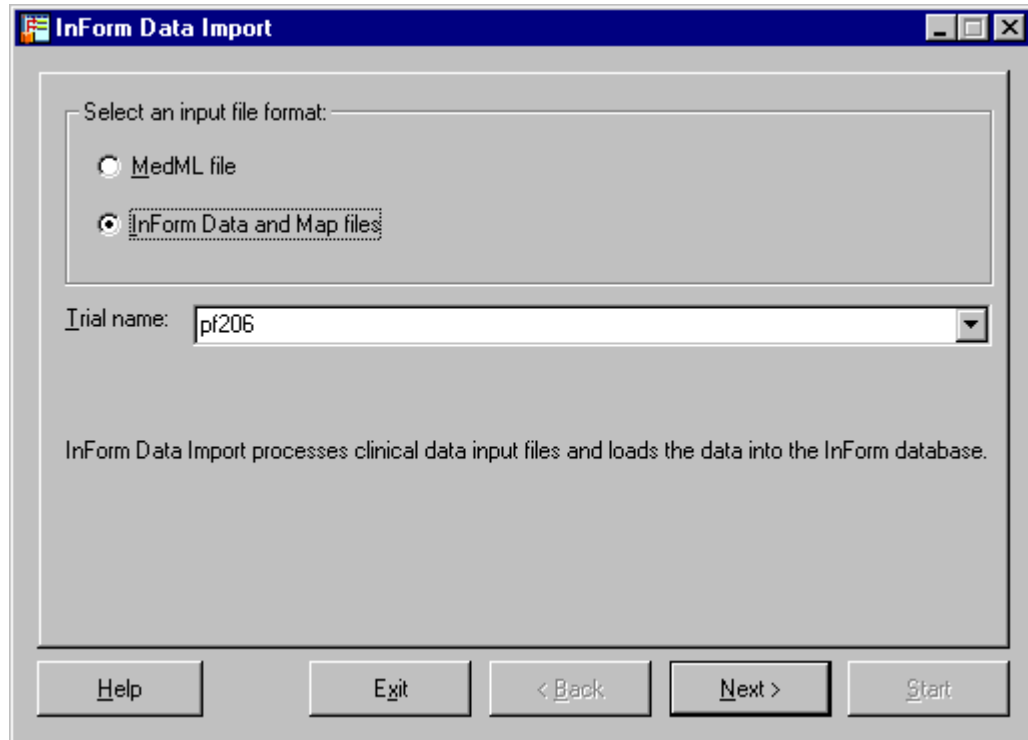 InForm Data Import
Select an input file format:
MedML file
InForm Data and Map files
Trial name:
pf206
InForm Data Import processes clinical data input files and loads the data into the InForm database.
Help
Exit
< Back
Next >
Start